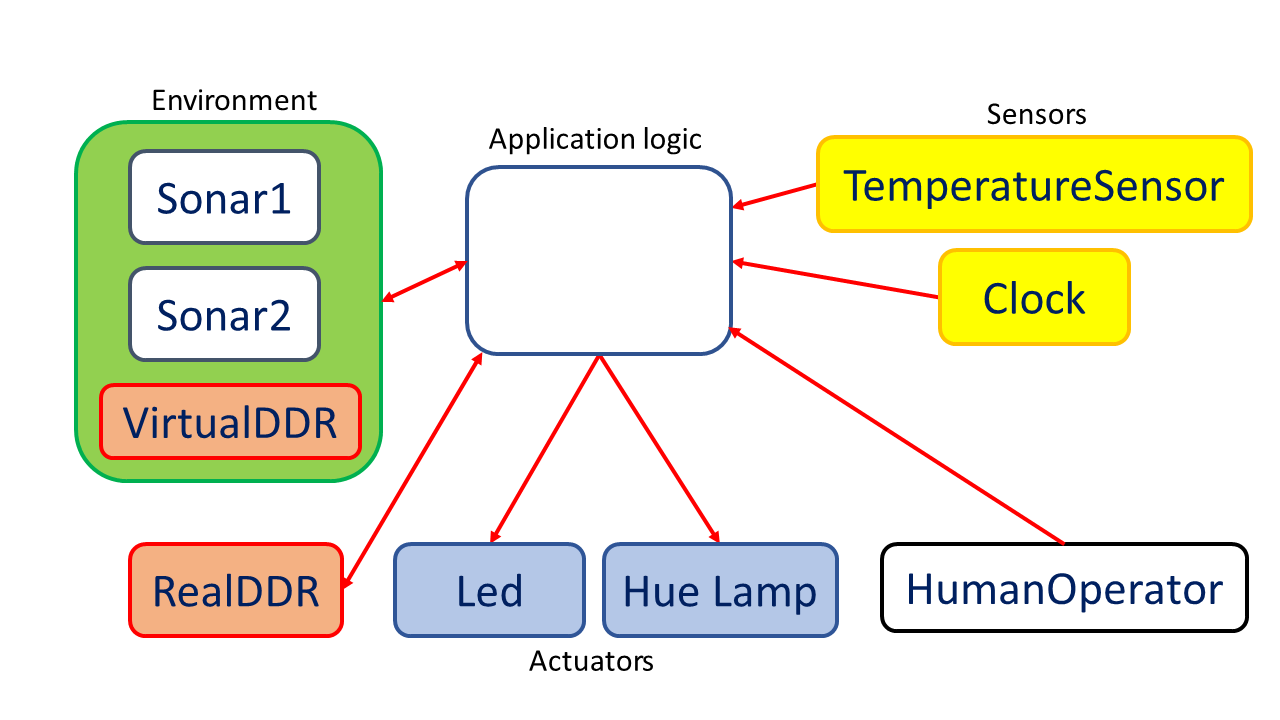 Environment
Sonar1
Sonar2
VirtualDDR
Application logic
Sensors
TemperatureSensor
Clock
RealDDR
Led
Hue Lamp
Actuators
HumanOperator